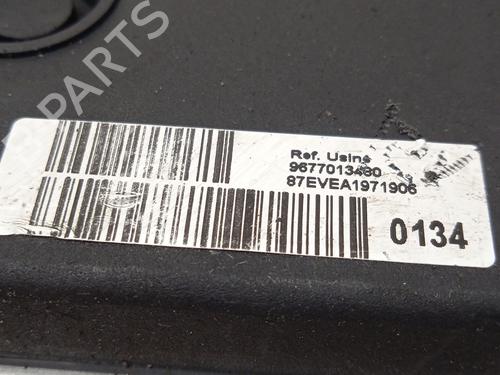 B PARTS
Ref. Usine
9677013480
87EVEA1971906
0134